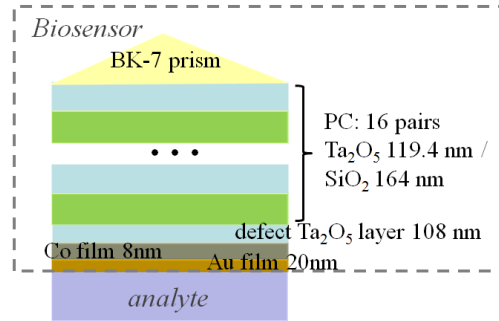 Biosensor
BK-7 prism
PC: 16 pairs
Ta₂O₅ 119.4 nm /
SiO₂ 164 nm
• • •
defect Ta₂O₅ layer 108 nm
Co film 8nm
Au film 20nm
analyte